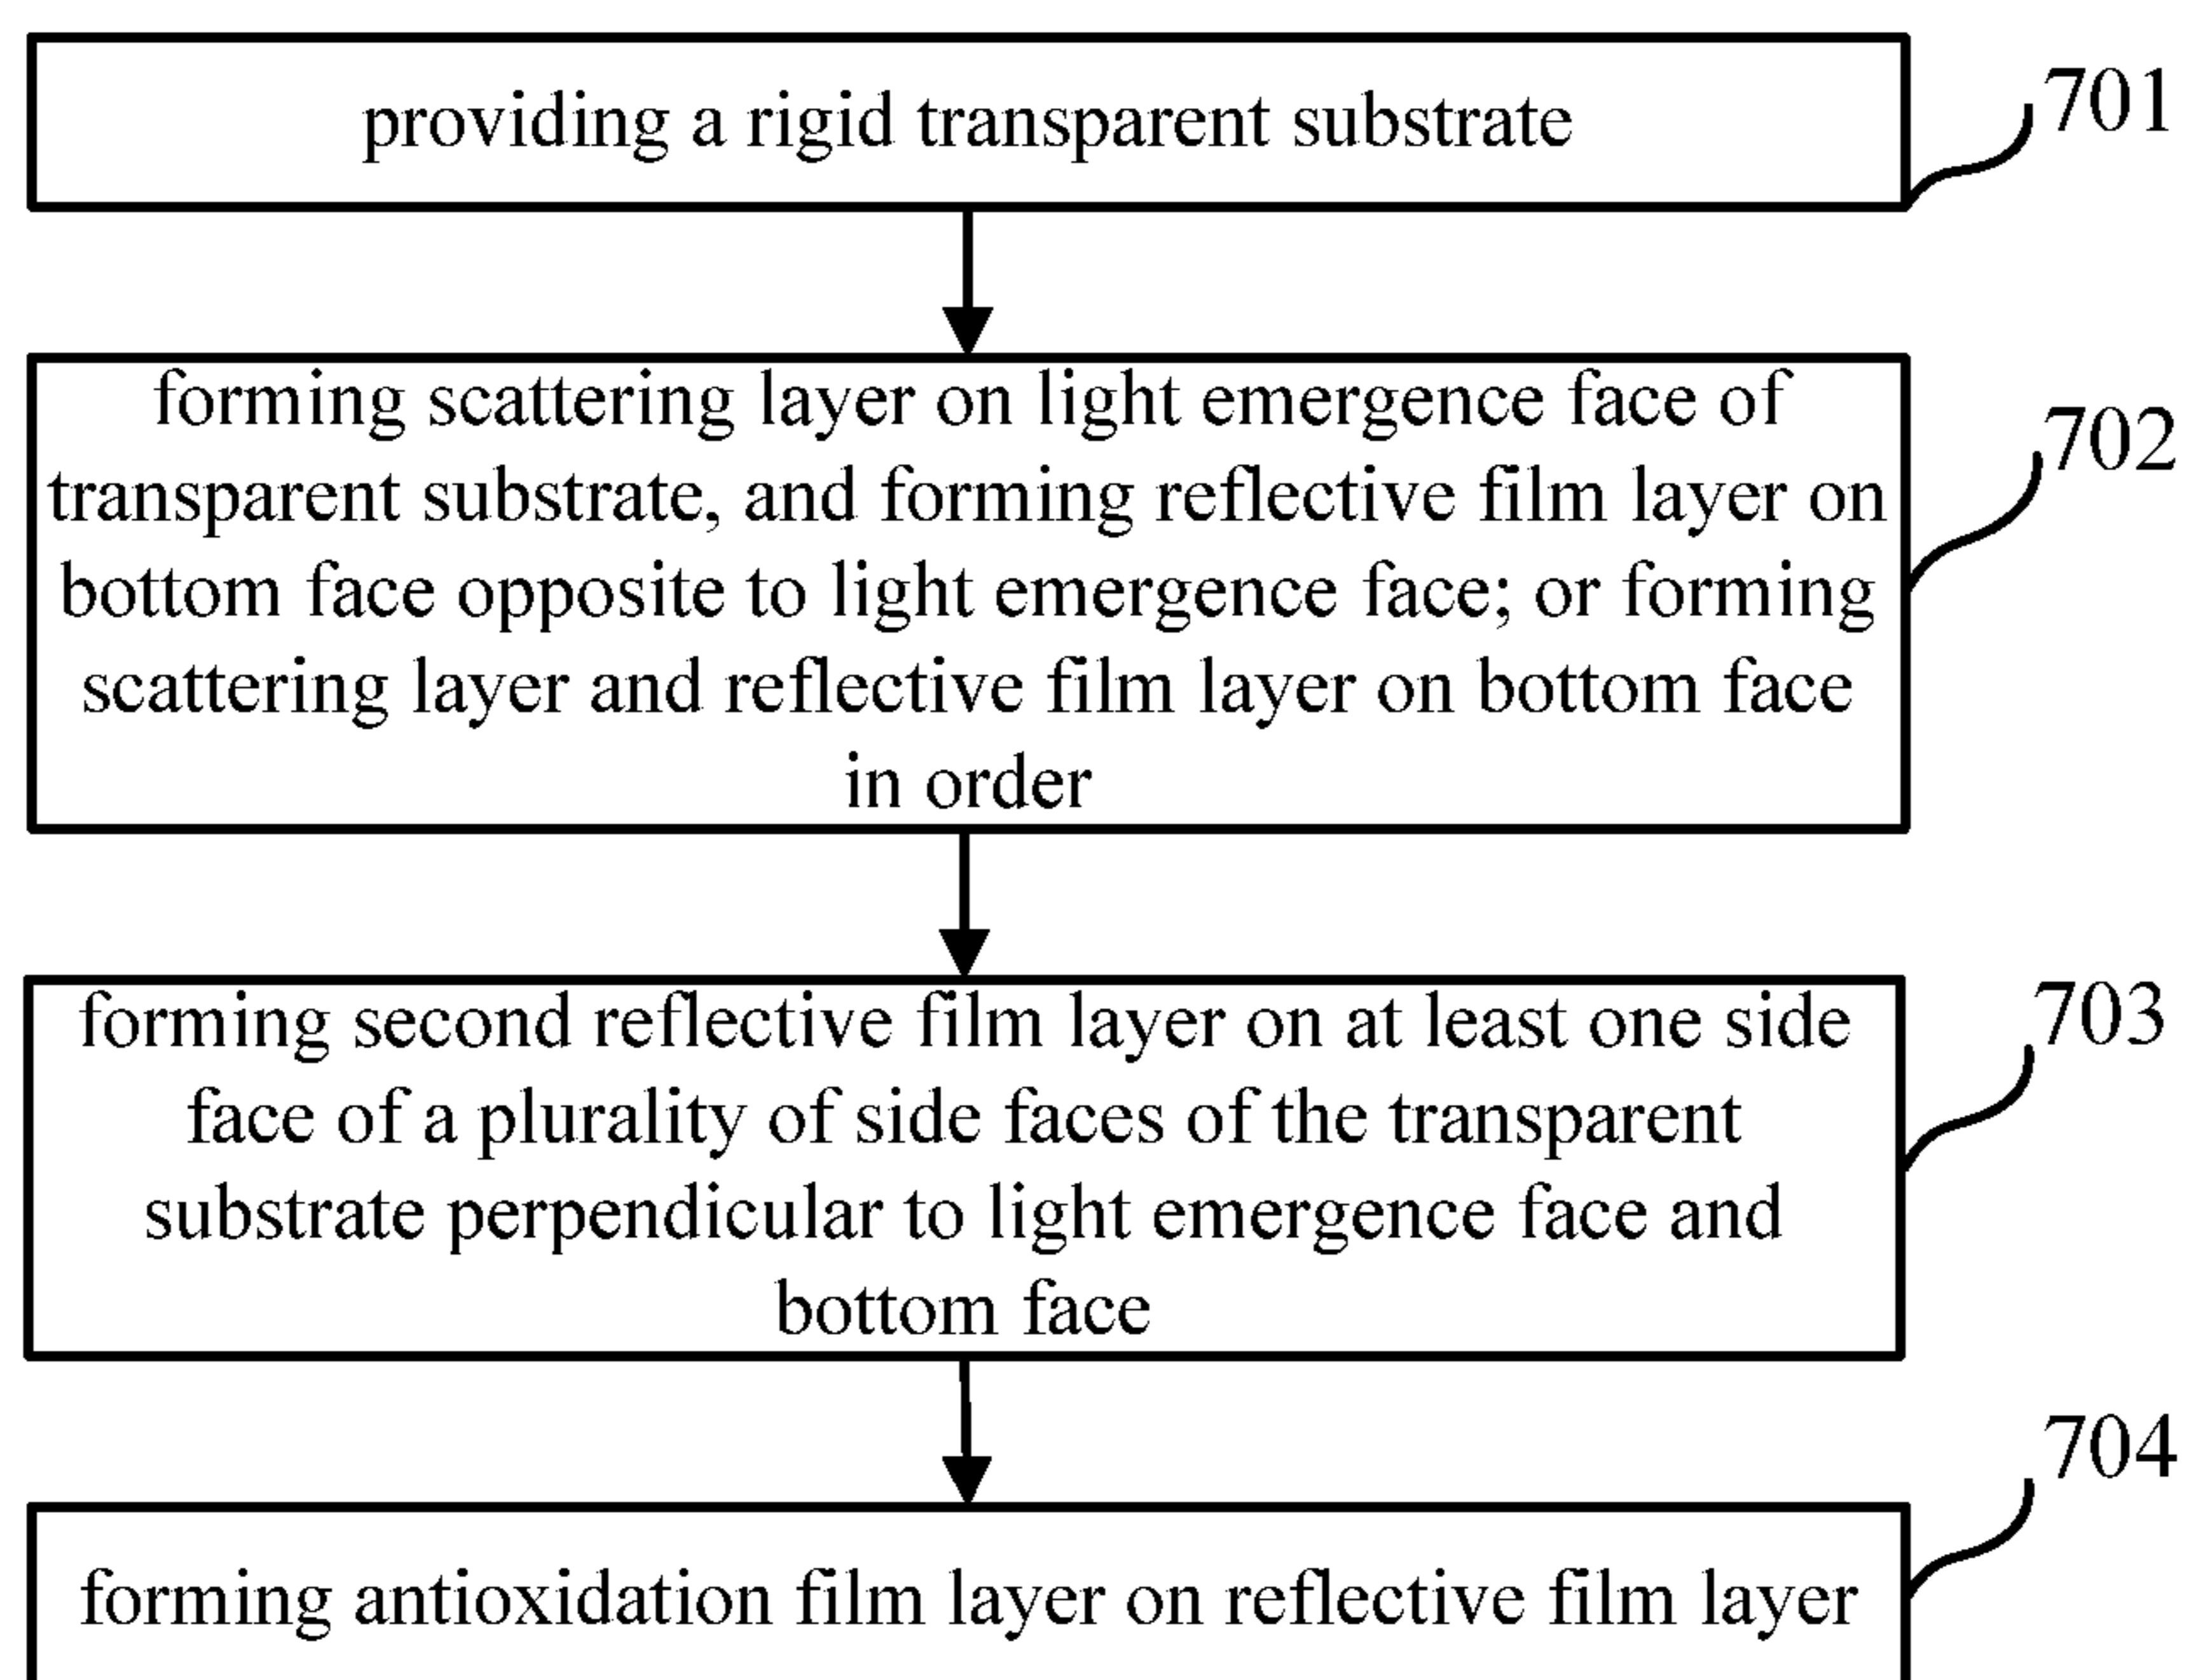 providing a rigid transparent substrate
701
forming scattering layer on light emergence face of
transparent substrate, and forming reflective film layer on
bottom face opposite to light emergence face; or forming
scattering layer and reflective film layer on bottom face
in order
702
forming second reflective film layer on at least one side
face of a plurality of side faces of the transparent
substrate perpendicular to light emergence face and
bottom face
703
forming antioxidation film layer on reflective film layer
704